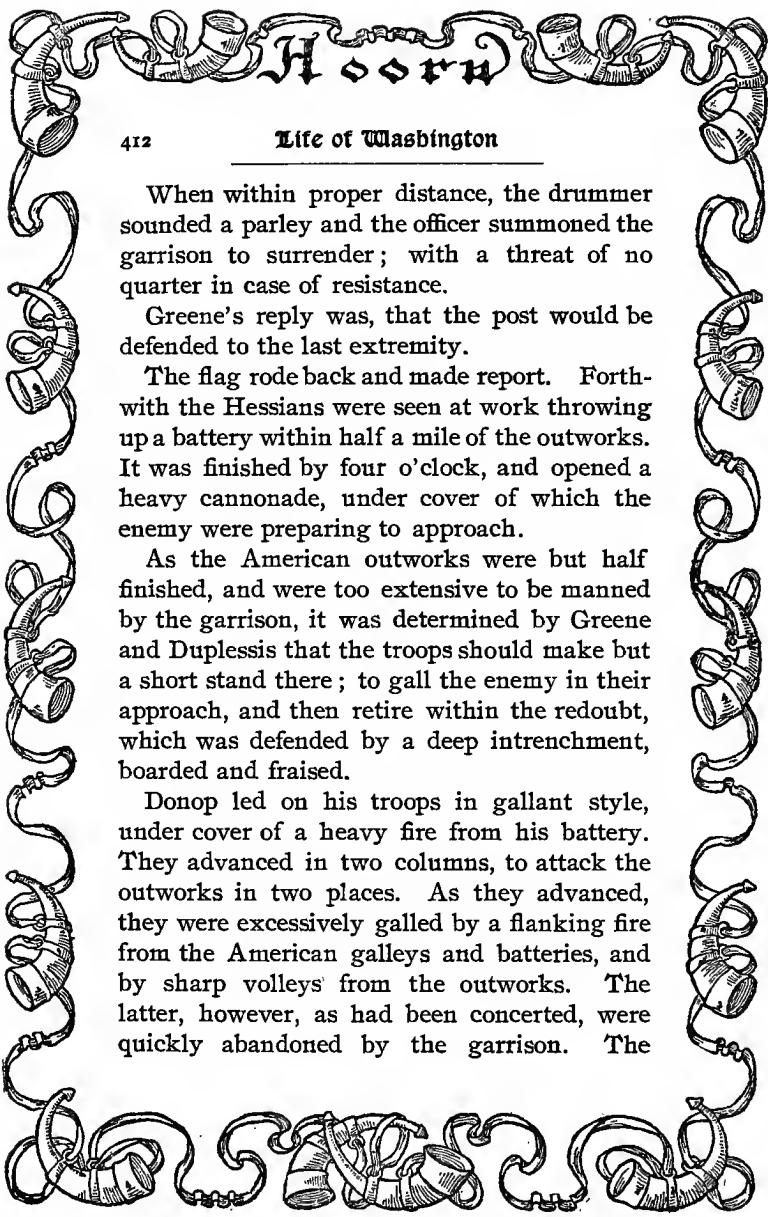 Hoorn
412 Life of Washington
When within proper distance, the drummer
sounded a parley and the officer summoned the
garrison to surrender; with a threat of no
quarter in case of resistance.
Greene's reply was, that the post would be
defended to the last extremity.
The flag rode back and made report. Forth-
with the Hessians were seen at work throwing
up a battery within half a mile of the outworks.
It was finished by four o'clock, and opened a
heavy cannonade, under cover of which the
enemy were preparing to approach.
As the American outworks were but half
finished, and were too extensive to be manned
by the garrison, it was determined by Greene
and Duplessis that the troops should make but
a short stand there; to gall the enemy in their
approach, and then retire within the redoubt,
which was defended by a deep intrenchment,
boarded and fraised.
Donop led on his troops in gallant style,
under cover of a heavy fire from his battery.
They advanced in two columns, to attack the
outworks in two places. As they advanced,
they were excessively galled by a flanking fire
from the American galleys and batteries, and
by sharp volleys from the outworks. The
latter, however, as had been concerted, were
quickly abandoned by the garrison. The